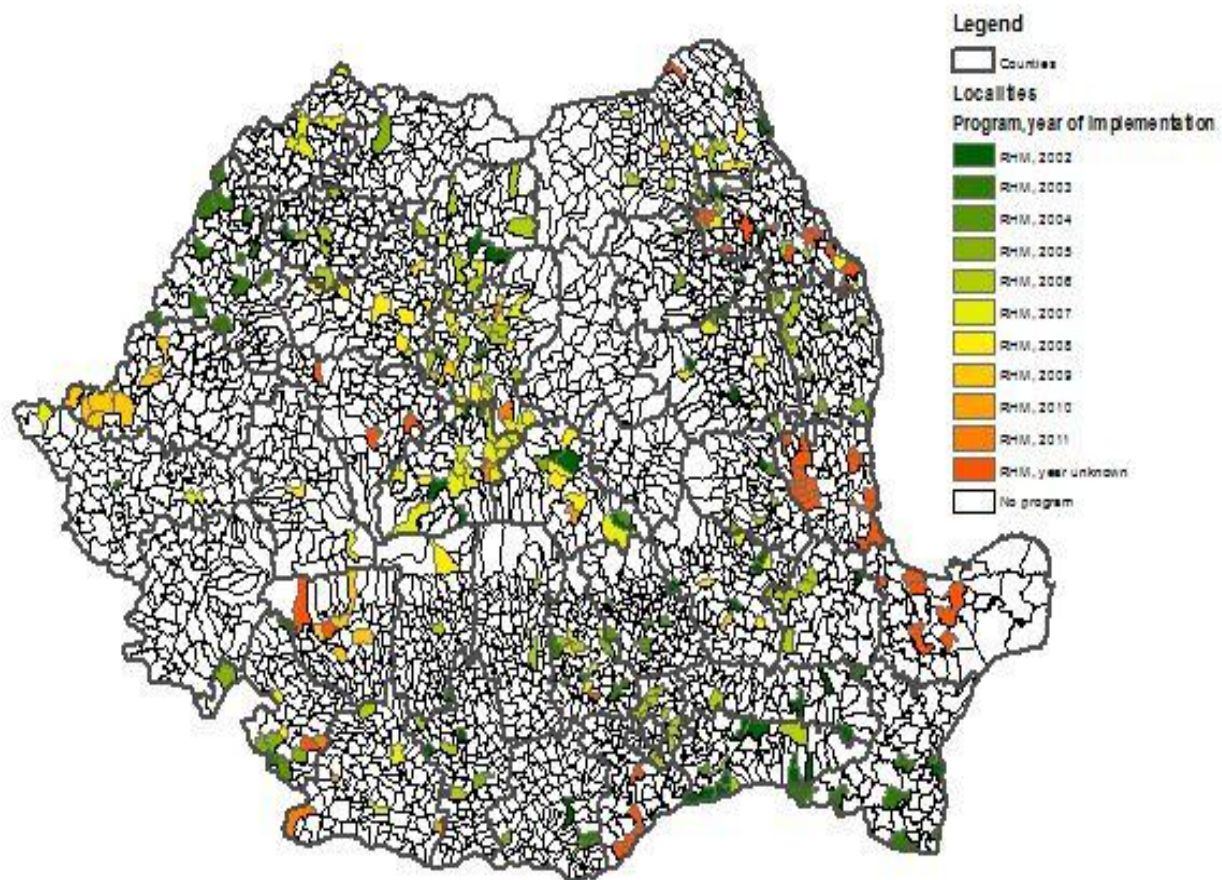 Legend
Counties
Localities
Program, year of implementation
RHM, 2002
RHM, 2003
RHM, 2004
RHM, 2005
RHM, 2006
RHM, 2007
RHM, 2008
RHM, 2009
RHM, 2010
RHM, 2011
RHM, year unknown
No program